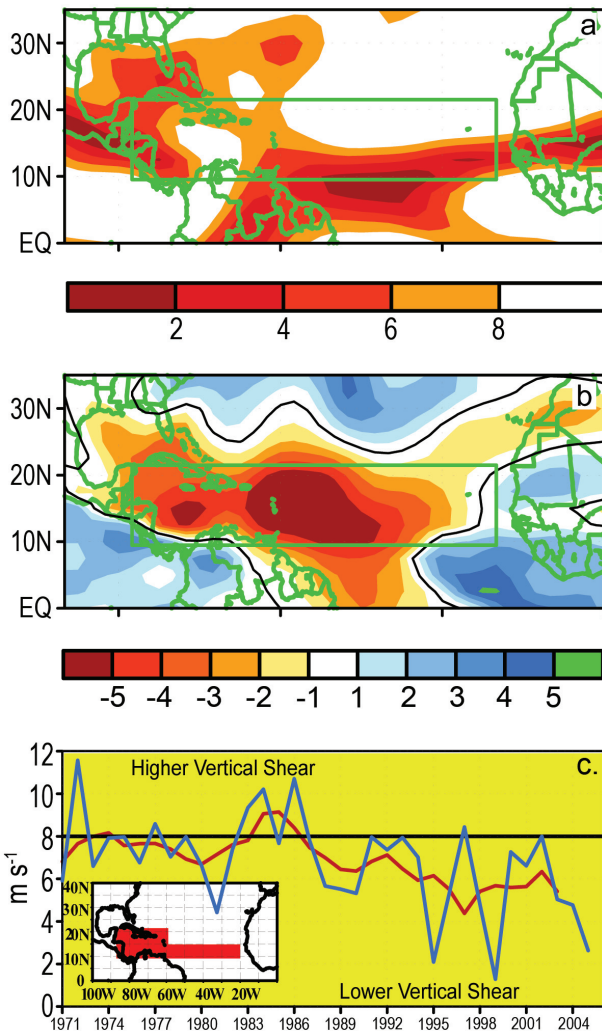 a
30N
20N
10N
EQ
2 4 6 8
b
30N
20N
10N
EQ
-5 -4 -3 -2 -1 1 2 3 4 5
12
10
8
6
4
2
0
m s-1
Higher Vertical Shear
c.
40N
30N
20N
10N
0
100W 80W 60W 40W 20W
Lower Vertical Shear
1971 1974 1977 1980 1983 1986 1989 1992 1995 1998 2001 2004